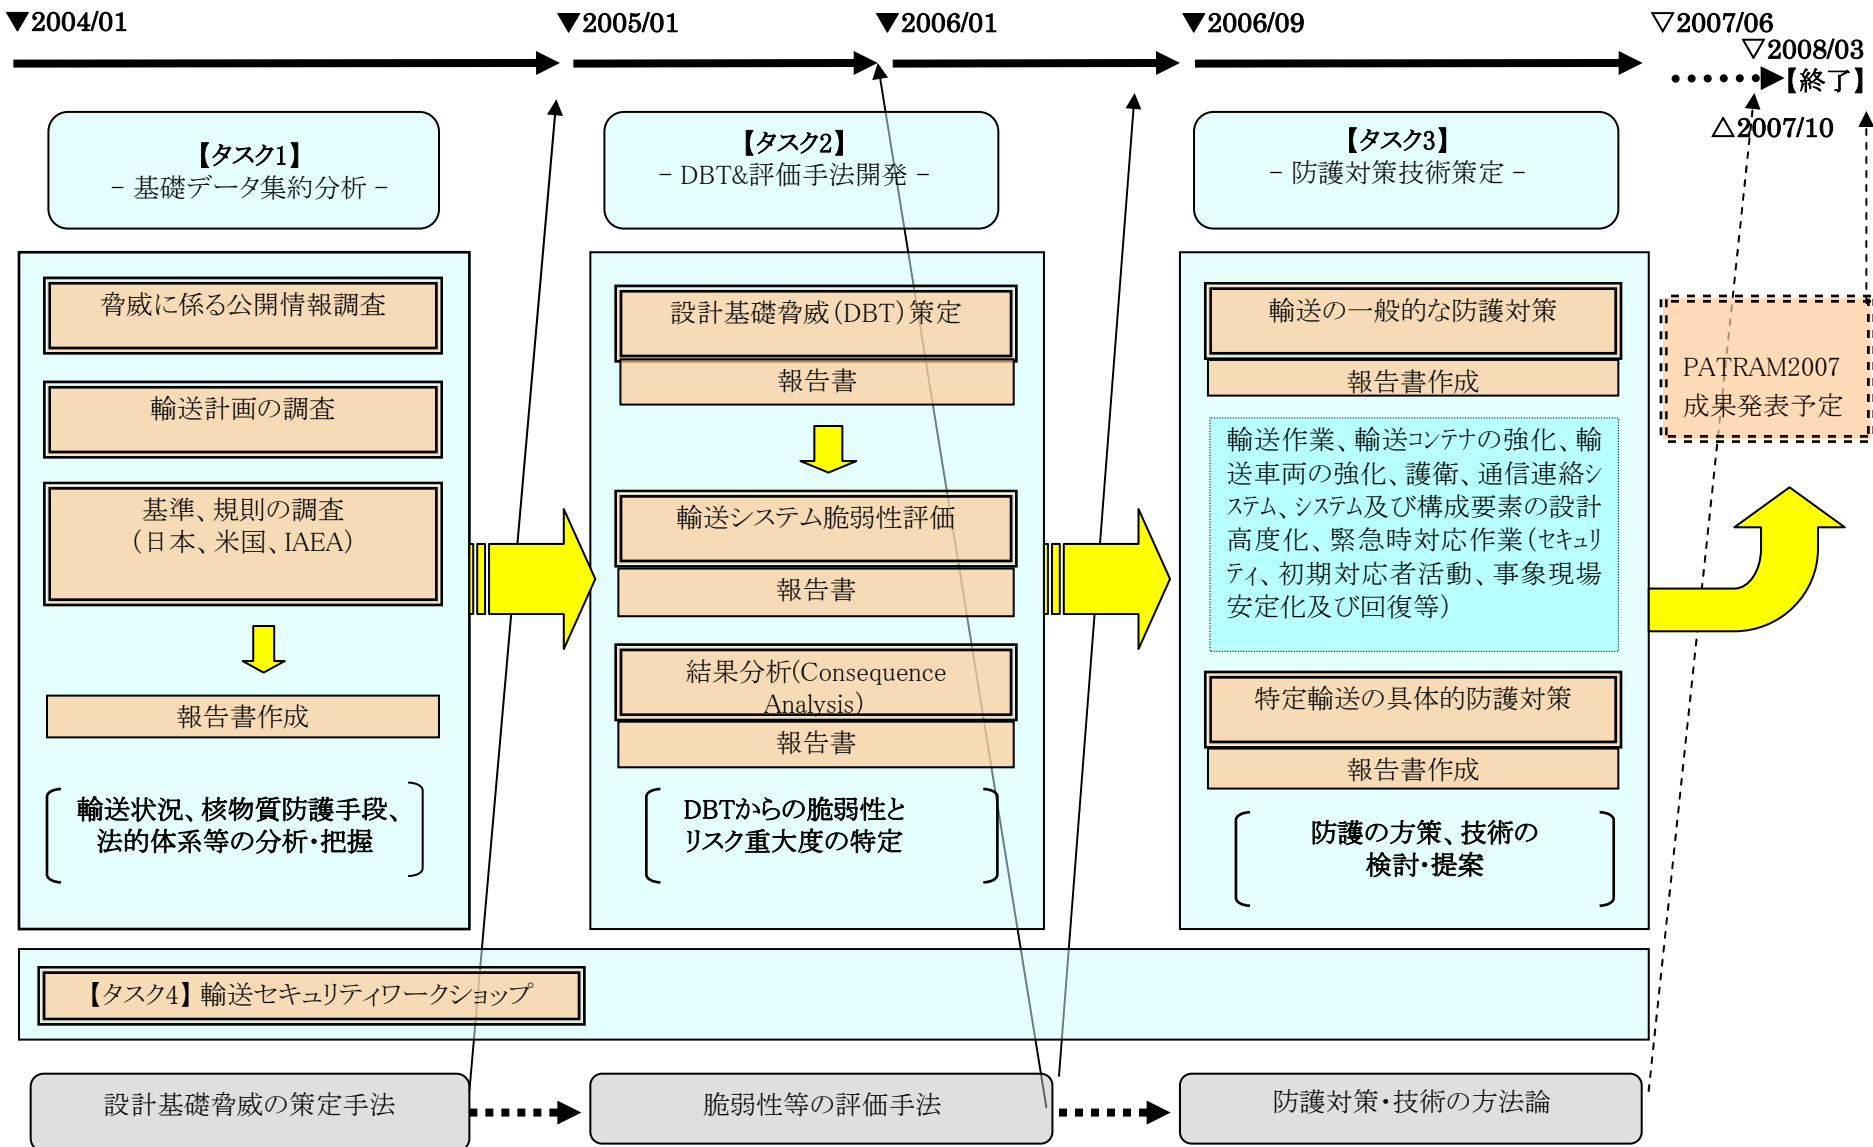 ▼2004/01
▼2005/01
▼2006/01
▼2006/09
▽2007/06
▽2008/03
【終了】
△2007/10
【タスク1】
- 基礎データ集約分析 -
【タスク2】
- DBT&評価手法開発 -
【タスク3】
- 防護対策技術策定 -
脅威に係る公開情報調査
輸送計画の調査
基準、規則の調査
(日本、米国、IAEA)
報告書作成
輸送状況、核物質防護手段、
法的体系等の分析・把握
設計基礎脅威(DBT)策定
報告書
輸送システム脆弱性評価
報告書
結果分析(Consequence
Analysis)
報告書
DBTからの脆弱性と
リスク重大度の特定
輸送の一般的な防護対策
報告書作成
輸送作業、輸送コンテナの強化、輸
送車両の強化、護衛、通信連絡シ
ステム、システム及び構成要素の設計
高度化、緊急時対応作業(セキュリ
ティ、初期対応者活動、事象現場
安定化及び回復等)
特定輸送の具体的防護対策
報告書作成
防護の方策、技術の
検討・提案
PATRAM2007
成果発表予定
【タスク4】輸送セキュリティワークショップ
設計基礎脅威の策定手法
脆弱性等の評価手法
防護対策・技術の方法論